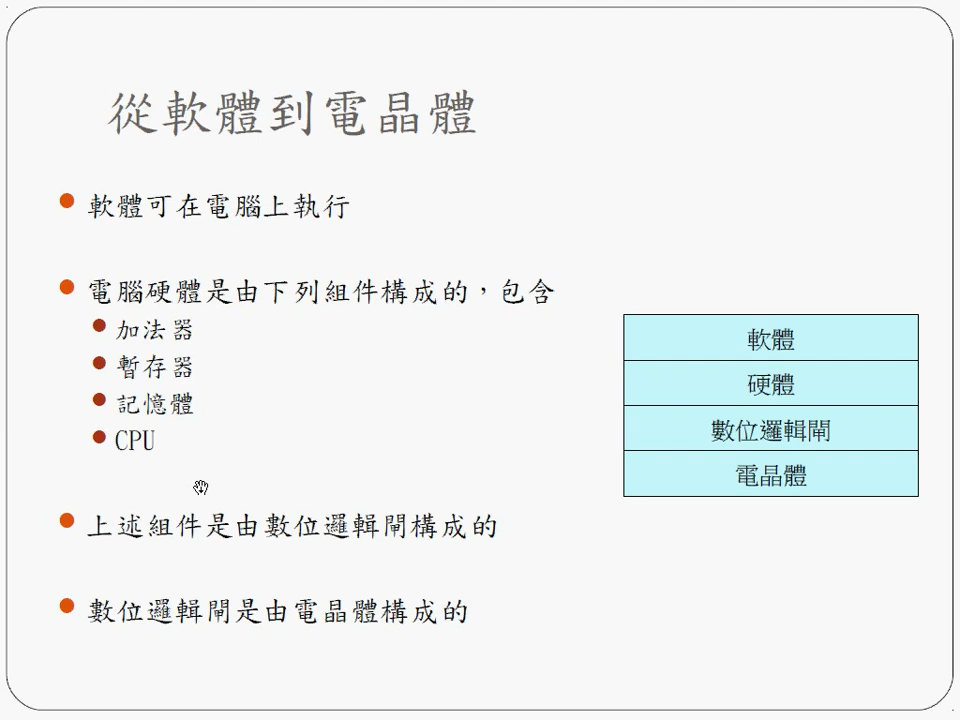 從軟體到電晶體
軟體可在電腦上執行
電腦硬體是由下列組件構成的，包含
加法器
暫存器
記憶體
CPU
上述組件是由數位邏輯閘構成的
數位邏輯閘是由電晶體構成的
軟體
硬體
數位邏輯閘
電晶體